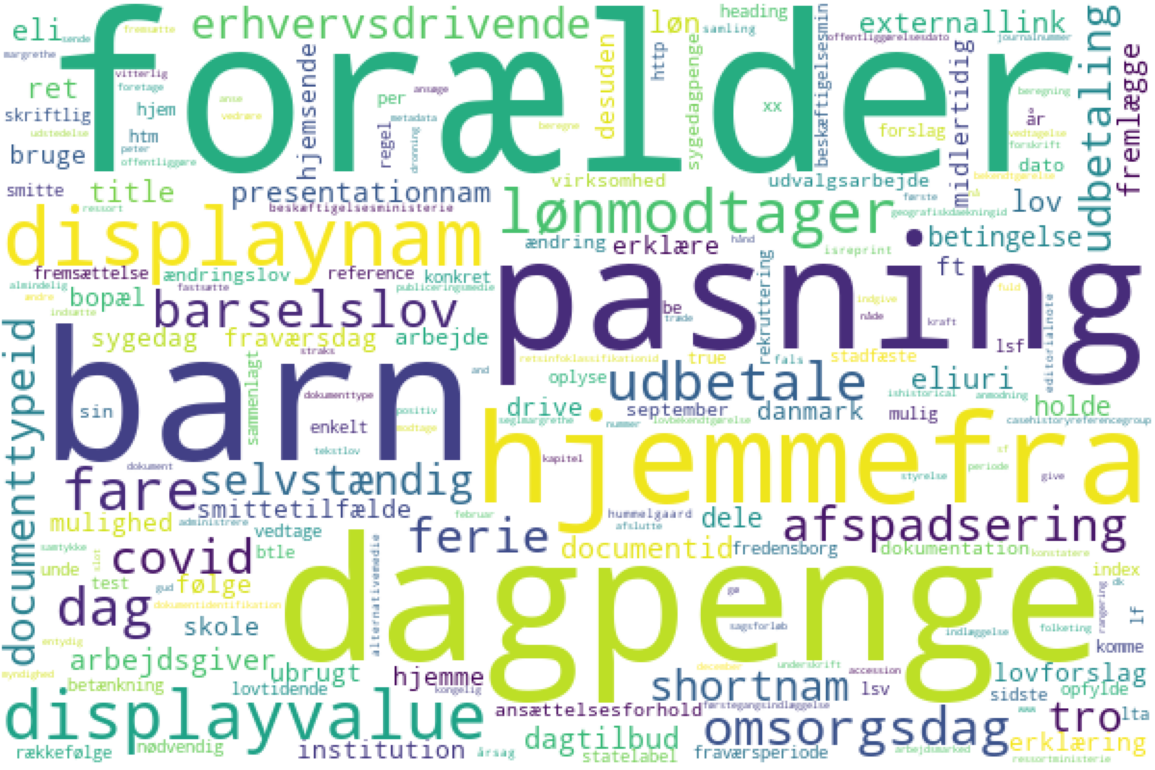 eli
sende
fremsætte
erhvervsdrivende
løn
heading
samling
externallink
offentliggørelsesdato
journalnummer
margrethe
forælder
vitterlig
foretage
ret
skriftlig
hjem
udstedelse
htm
peter
offentliggøre
bruge
anse
vedrøre
hjemsende
ansøge
per
metadata
regel
dronning
beregne
desuden
http
sygedagpenge
xx
beskæftigelsesmin
forslag
midlertidig
år
beregning
vedtagelse
forskrift
dato
udbetaling
fremlægge
smitte
title
ressort
presentationnam
beskæftigelsesministerie
virksomhed
udvalgsarbejde
bekendtgørelse
første
nå
displaynam
lønmodtager
geografiskdaekningid
lov
ændring
erklære
hånd
isreprint
betingelse
ft
fremsættelse
ændringslov
reference
konkret
almindelig
fastsætte
publiceringsmedie
ændre
bopæl
indsætte
barselslov
pasning
be
træde
rekruttering
indgive
nåde
kraft
fuld
editorialnote
lsf
sygedag
fraværsdag
arbejde
straks
and
retsinfoklassifikationid
true
fals
stadfæste
documenttypeid
barn
sin
sammenlagt
dokumenttype
positiv
enkelt
modtage
tekstlov
oplyse
udbetale
eliuri
ishistorical
anmodning
drive
september
danmark
mulig
holde
seglmargrethe
nummer
lovbekendtgørelse
casehistoryreferencegroup
hjemmefra
kapitel
sf
periode
styrelse
give
dokument
fare
selvstændig
smittetilfælde
mulighed
administrere
vedtage
februar
ferie
hummelgaard
afslutte
dele
afspadsering
samtykke
slot
covid
btle
documentid
fredensborg
dokumentation
konstatere
unde
test
gud
følge
alternativemedie
dagpenge
gø
index
dk
rangering
dag
dokumentidentifikation
skole
sagsforløb
indlæggelse
folketing
lf
entydig
komme
myndighed
arbejdsgiver
ubrugt
hjemme
december
underskrift
accession
lovforslag
betænkning
lovtidende
kongelig
shortnam
lsv
sidste
opfylde
displayvalue
ansættelsesforhold
førstegangsindlæggelse
omsorgsdag
www
tro
lta
rækkefølge
nødvendig
institution
årsag
dagtilbud
statelabel
fraværsperiode
arbejdsmarked
erklæring
ressortministerie